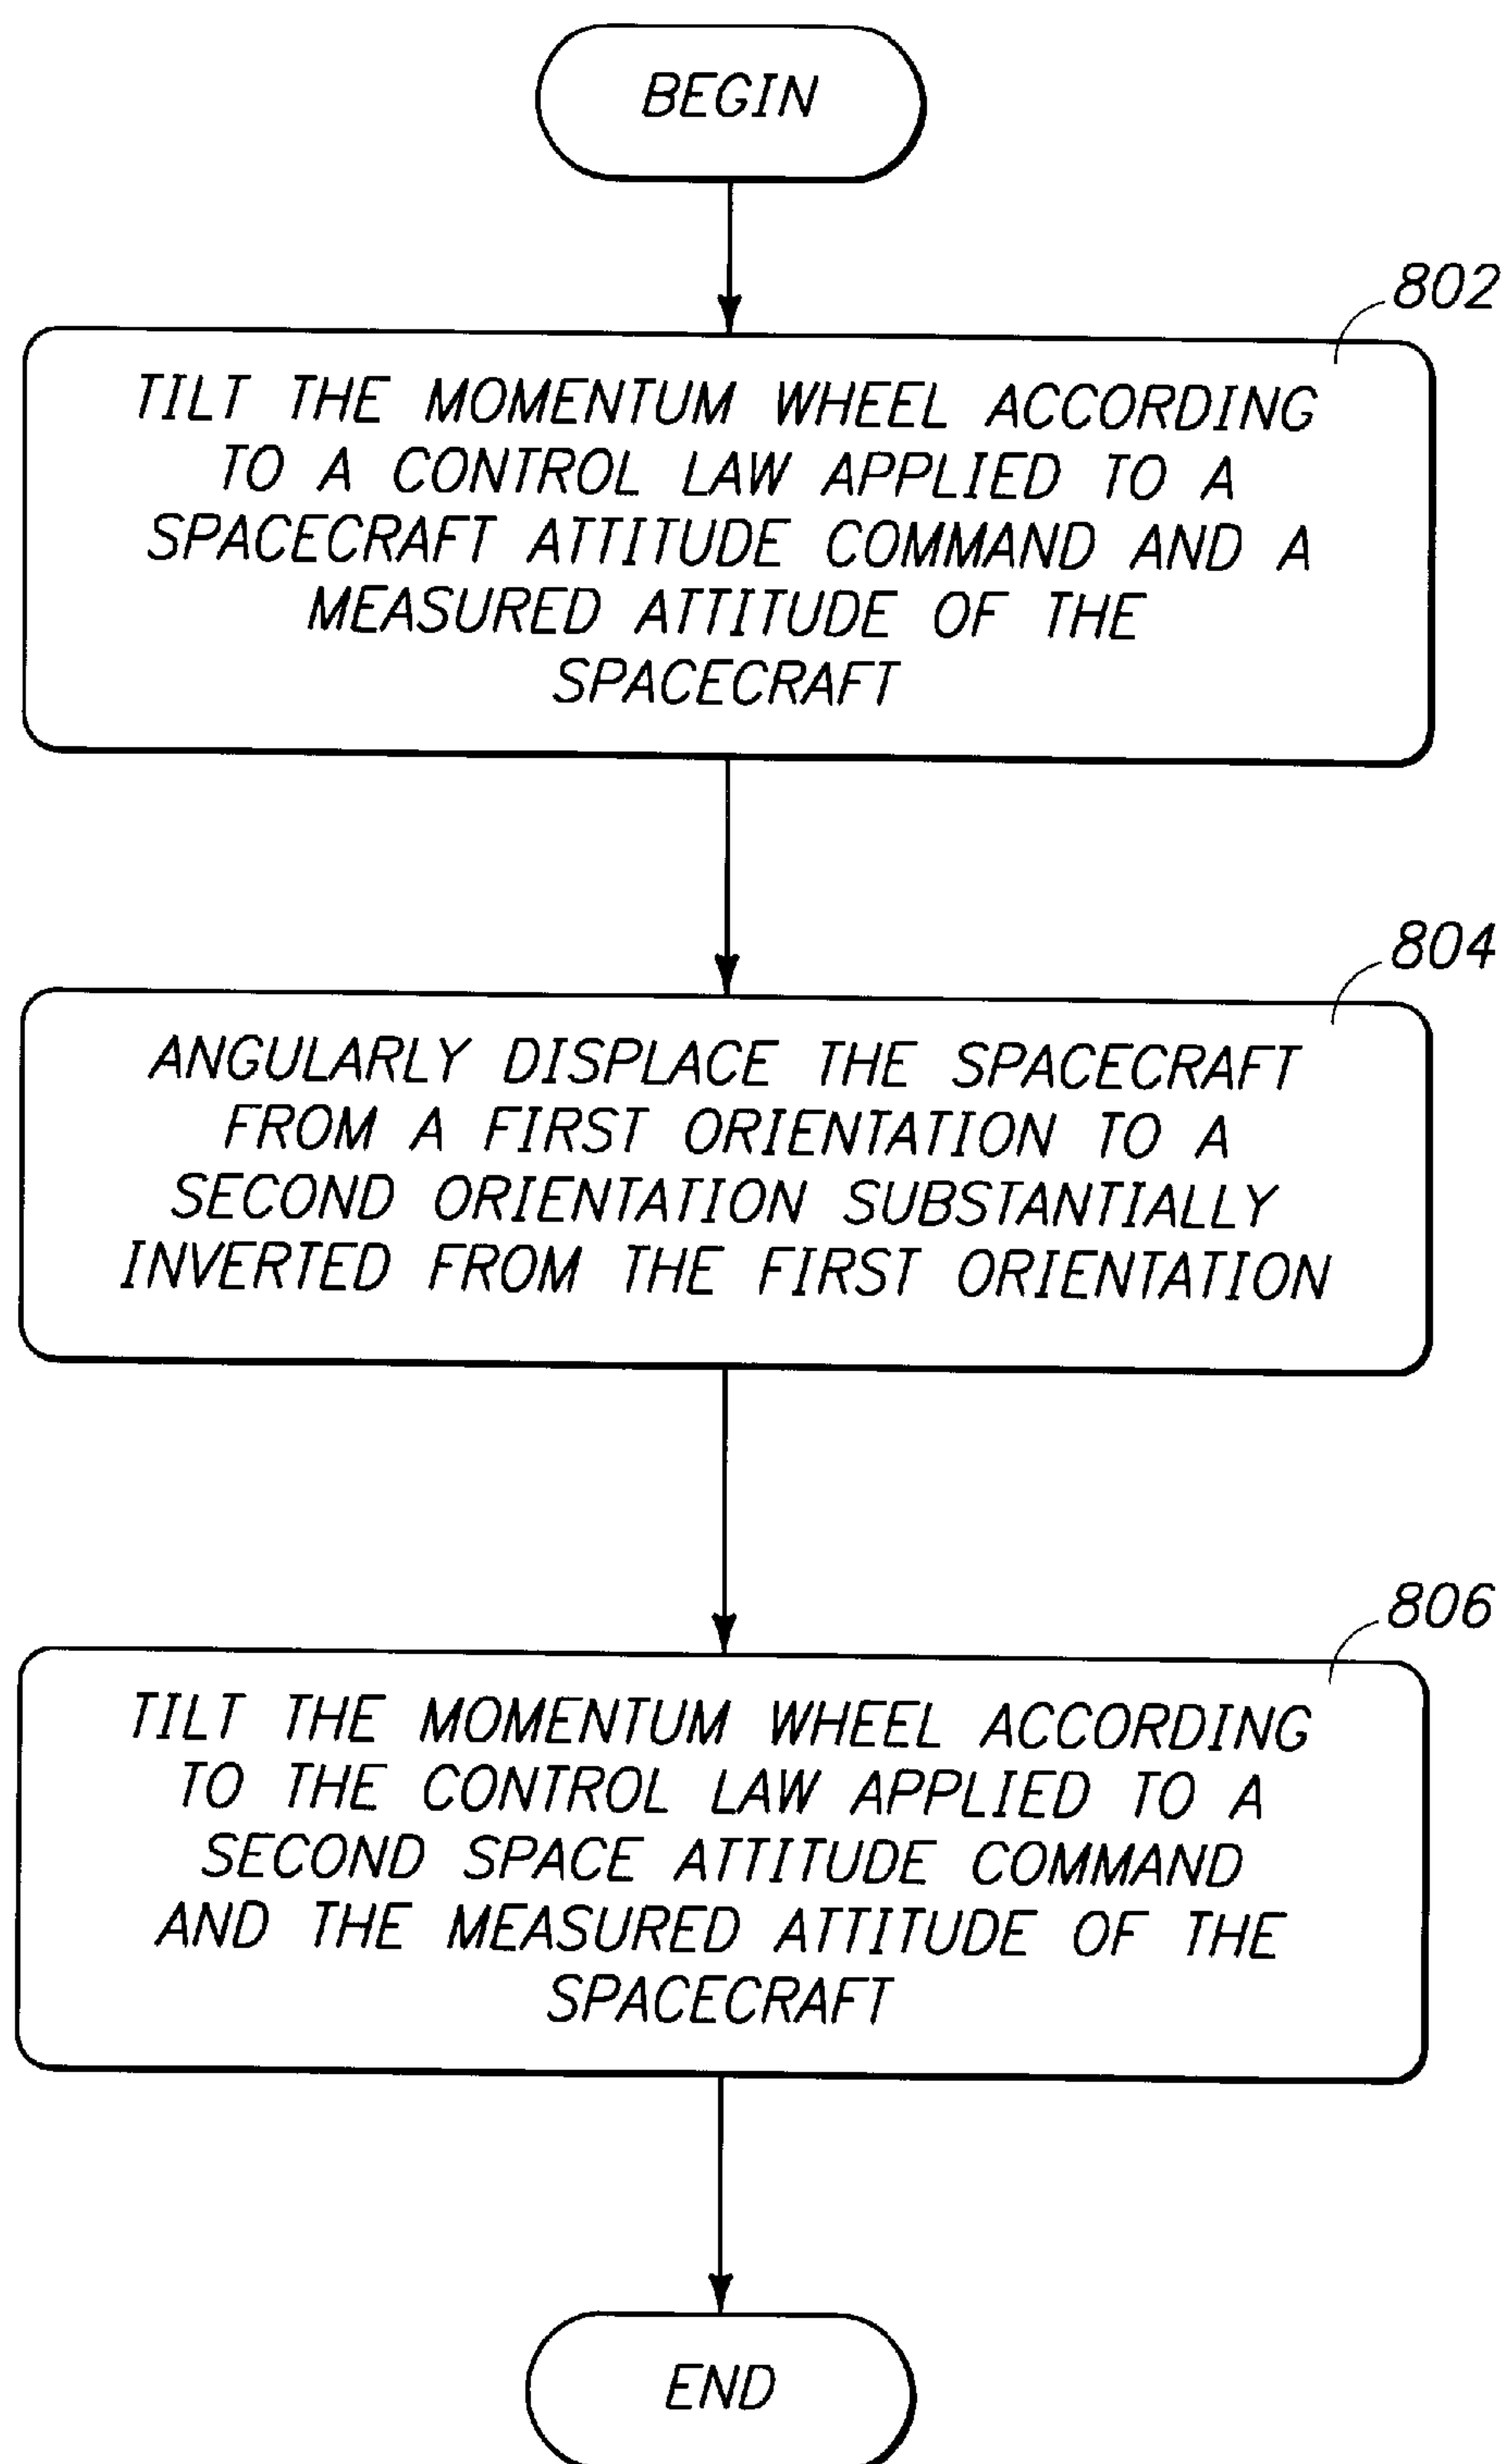 BEGIN
802
TILT THE MOMENTUM WHEEL ACCORDING
TO A CONTROL LAW APPLIED TO A
SPACECRAFT ATTITUDE COMMAND AND A
MEASURED ATTITUDE OF THE
SPACECRAFT
804
ANGULARLY DISPLACE THE SPACECRAFT
FROM A FIRST ORIENTATION TO A
SECOND ORIENTATION SUBSTANTIALLY
INVERTED FROM THE FIRST ORIENTATION
806
TILT THE MOMENTUM WHEEL ACCORDING
TO THE CONTROL LAW APPLIED TO A
SECOND SPACE ATTITUDE COMMAND
AND THE MEASURED ATTITUDE OF THE
SPACECRAFT
END